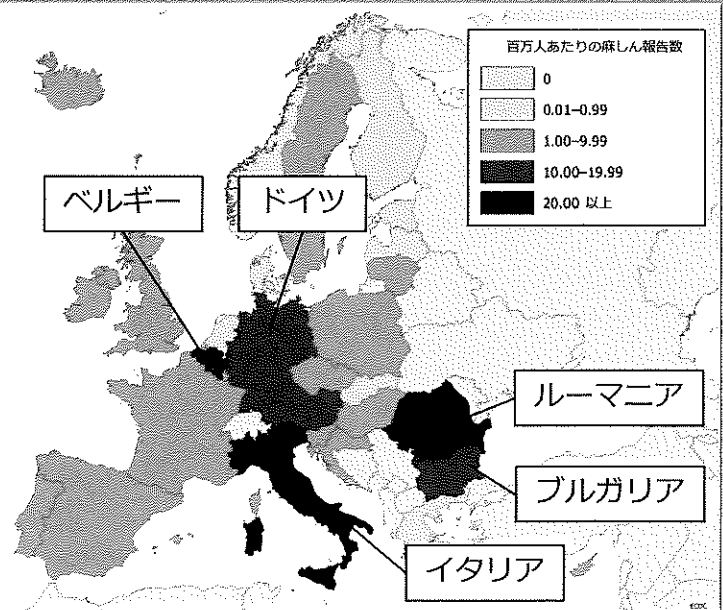 百万人あたりの麻しん報告数
0
0.01-0.99
1.00-9.99
10.00-19.99
20.00 以上
ベルギー
ドイツ
ルーマニア
ブルガリア
イタリア